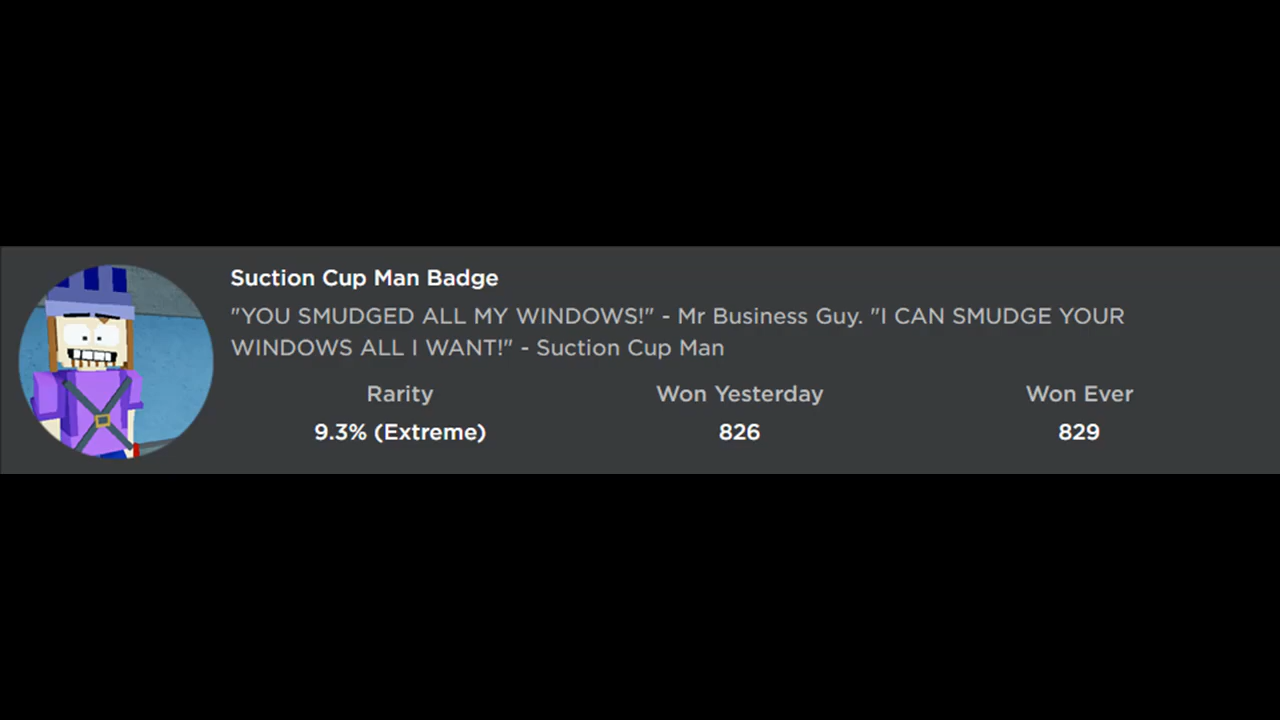 Suction Cup Man Badge
"YOU SMUDGED ALL MY WINDOWS!" - Mr Business Guy. "I CAN SMUDGE YOUR
WINDOWS ALL I WANT!" - Suction Cup Man
Rarity Won Yesterday Won Ever
9.3% (Extreme) 826 829